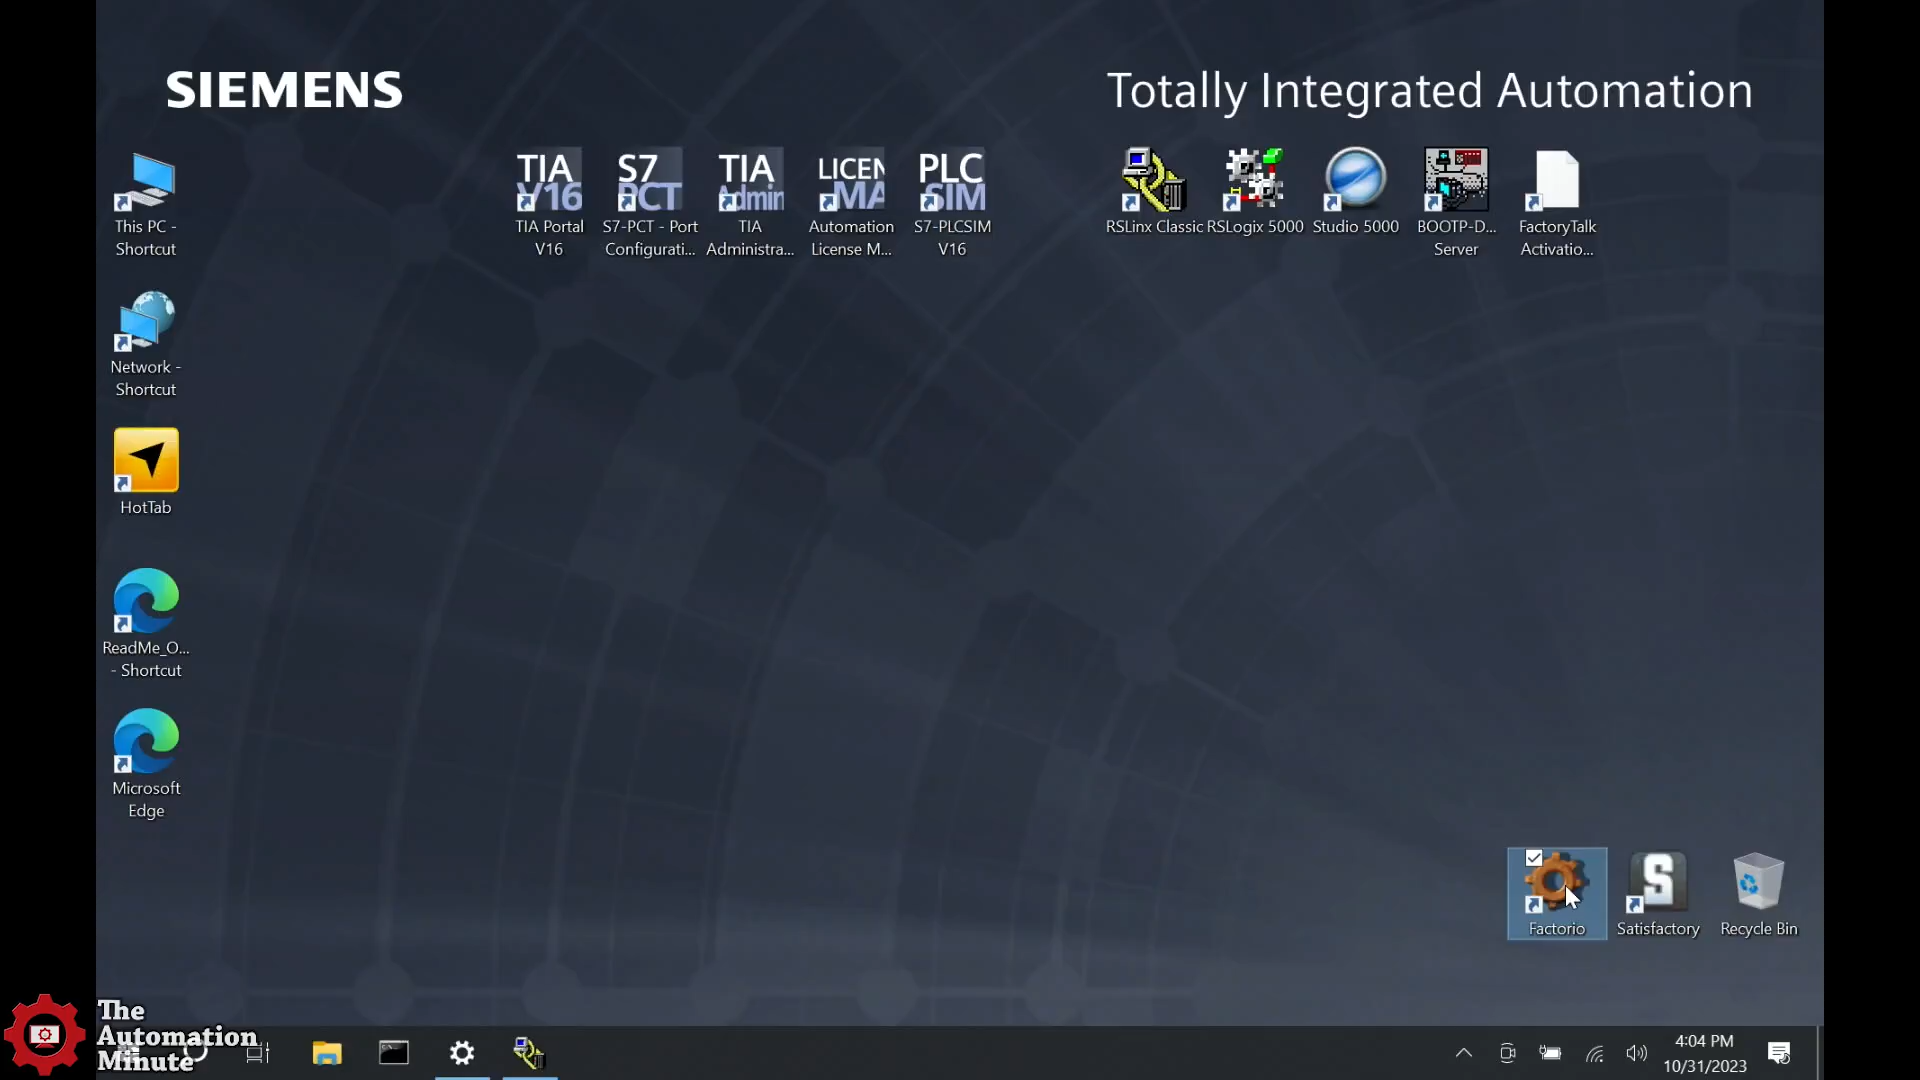 SIEMENS
Totally Integrated Automation
This PC -
Shortcut
TIA
V16
TIA Portal
V16
S7
PCT
S7-PCT - Port
Configurati...
TIA
Admin
TIA
Administra...
LICEN
MA
Automation
License M...
PLC
SIM
S7-PLCSIM
V16
RSLinx Classic
RSLogix 5000
Studio 5000
BOOTP-D...
Server
FactoryTalk
Activatio...
Network -
Shortcut
HotTab
ReadMe_O...
- Shortcut
Microsoft
Edge
Factorio
S
Satisfactory
Recycle Bin
The
Automation
Minute
4:04 PM
10/31/2023